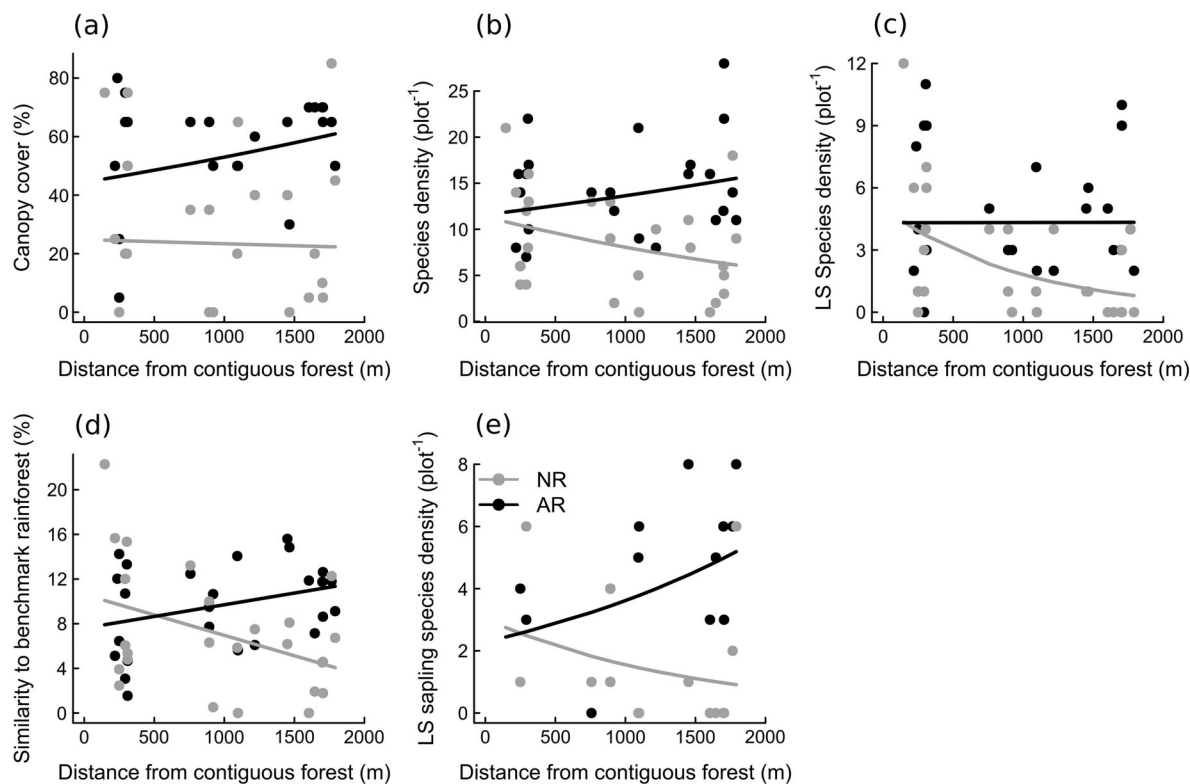 (a)
Canopy cover (%)
80
60
40
20
0
0 500 1000 1500 2000
Distance from contiguous forest (m)
(b)
Species density (plot⁻¹)
25
20
15
10
5
0
0 500 1000 1500 2000
Distance from contiguous forest (m)
(c)
LS Species density (plot⁻¹)
12
9
6
3
0
0 500 1000 1500 2000
Distance from contiguous forest (m)
(d)
Similarity to benchmark rainforest (%)
20
16
12
8
4
0
0 500 1000 1500 2000
Distance from contiguous forest (m)
(e)
LS sapling species density (plot⁻¹)
8
6
4
2
0
NR
AR
0 500 1000 1500 2000
Distance from contiguous forest (m)